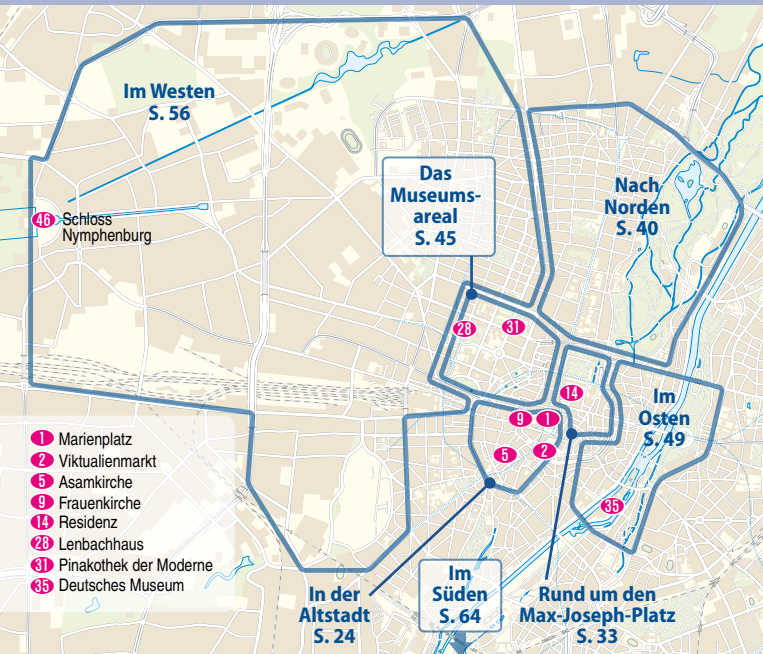 Im Westen
S. 56
Das
Museums-
areal
S. 45
Nach
Norden
S. 40
46 Schloss
Nymphenburg
28
31
14
Im
Osten
S. 49
9
1
5
2
35
1 Marienplatz
2 Viktualienmarkt
5 Asamkirche
9 Frauenkirche
14 Residenz
28 Lenbachhaus
31 Pinakothek der Moderne
35 Deutsches Museum
In der
Altstadt
S. 24
Im
Süden
S. 64
Rund um den
Max-Joseph-Platz
S. 33